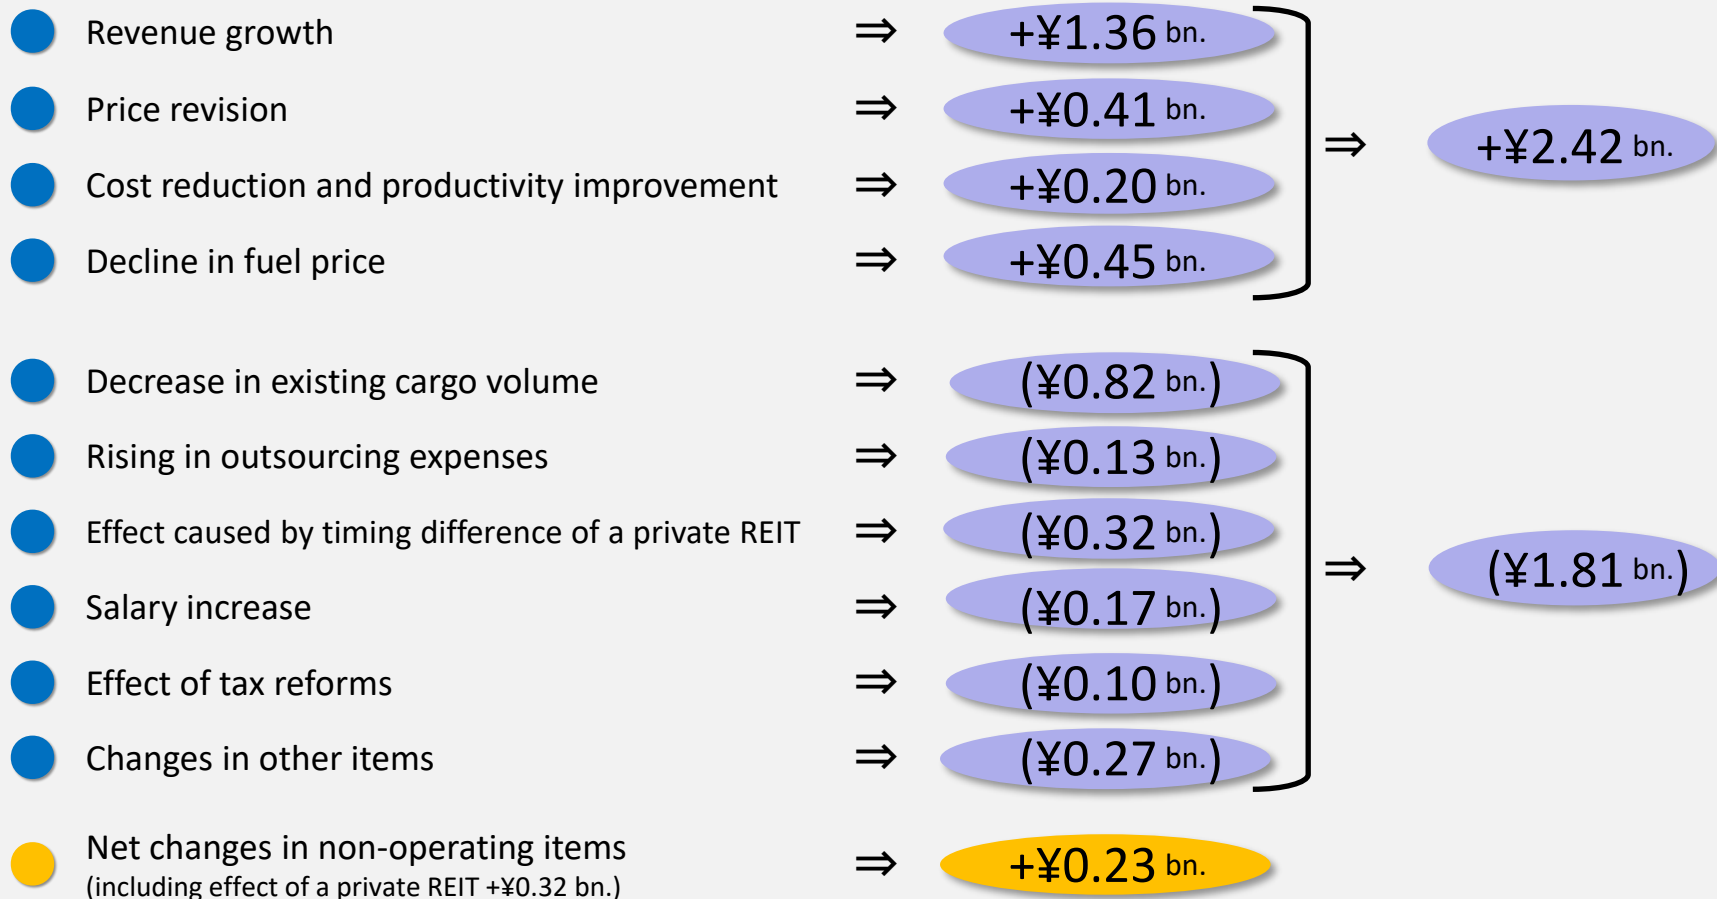 Revenue growth ⇒ +¥1.36 bn.
Price revision ⇒ +¥0.41 bn.
Cost reduction and productivity improvement ⇒ +¥0.20 bn.
Decline in fuel price ⇒ +¥0.45 bn.
⇒ +¥2.42 bn.
Decrease in existing cargo volume ⇒ (¥0.82 bn.)
Rising in outsourcing expenses ⇒ (¥0.13 bn.)
Effect caused by timing difference of a private REIT ⇒ (¥0.32 bn.)
Salary increase ⇒ (¥0.17 bn.)
Effect of tax reforms ⇒ (¥0.10 bn.)
Changes in other items ⇒ (¥0.27 bn.)
⇒ (¥1.81 bn.)
Net changes in non-operating items ⇒ +¥0.23 bn.
(including effect of a private REIT +¥0.32 bn.)